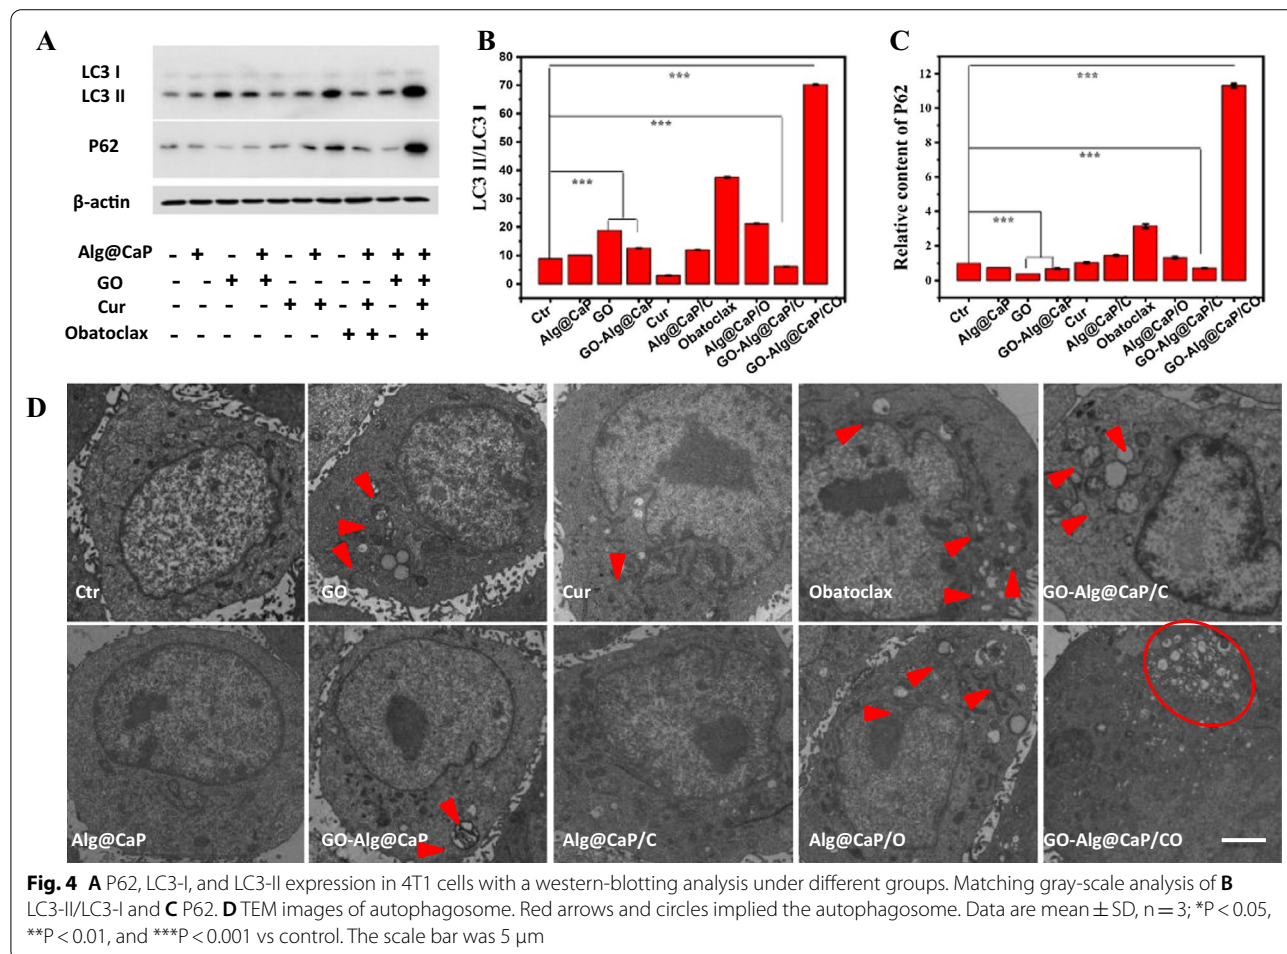 A
LC3 I
LC3 II
P62
β-actin
Alg@CaP - + - + - + - + + +
GO - - + + - - - - + +
Cur - - - - + + - + - +
Obatoclax - - - - - - + + - +
B
LC3 II/LC3 I
80
70
60
50
40
30
20
10
0
***
***
***
Ctr
Alg@CaP
GO
GO-Alg@CaP
Cur
Alg@CaP/C
Obatoclax
Alg@CaP/O
GO-Alg@CaP/C
GO-Alg@CaP/CO
C
Relative content of P62
12
10
8
6
4
2
0
***
***
***
Ctr
Alg@CaP
GO
GO-Alg@CaP
Cur
Alg@CaP/C
Obatoclax
Alg@CaP/O
GO-Alg@CaP/C
GO-Alg@CaP/CO
D
Ctr
GO
Cur
Obatoclax
GO-Alg@CaP/C
Alg@CaP
GO-Alg@CaP
Alg@CaP/C
Alg@CaP/O
GO-Alg@CaP/CO
Fig. 4 A P62, LC3-I, and LC3-II expression in 4T1 cells with a western-blotting analysis under different groups. Matching gray-scale analysis of B
LC3-II/LC3-I and C P62. D TEM images of autophagosome. Red arrows and circles implied the autophagosome. Data are mean ± SD, n = 3; *P < 0.05,
**P < 0.01, and ***P < 0.001 vs control. The scale bar was 5 μm